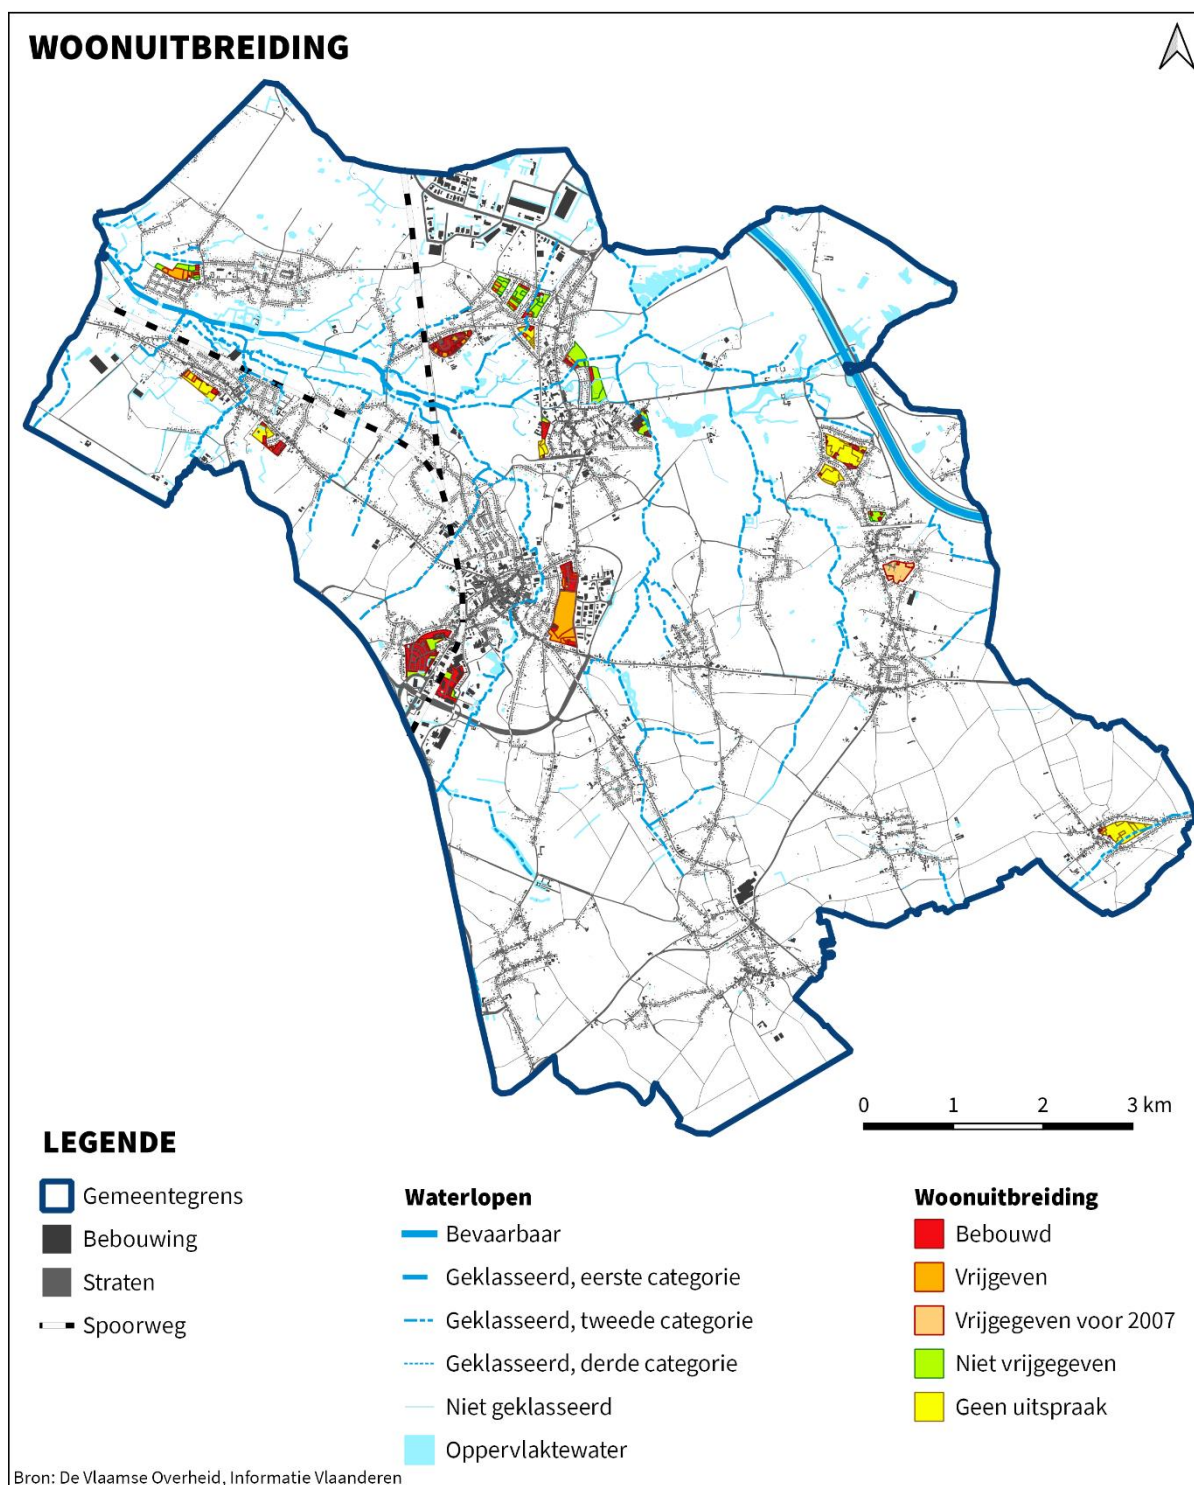 WOONUITBREIDING
0 1 2 3 km
LEGENDE
Gemeentegrens
Bebouwing
Straten
Spoorweg
Waterlopen
Bevaarbaar
Geklasseerd, eerste categorie
Geklasseerd, tweede categorie
Geklasseerd, derde categorie
Niet geklasseerd
Oppervlaktewater
Woonuitbreiding
Bebouwd
Vrijgeven
Vrijgegeven voor 2007
Niet vrijgegeven
Geen uitspraak
Bron: De Vlaamse Overheid, Informatie Vlaanderen